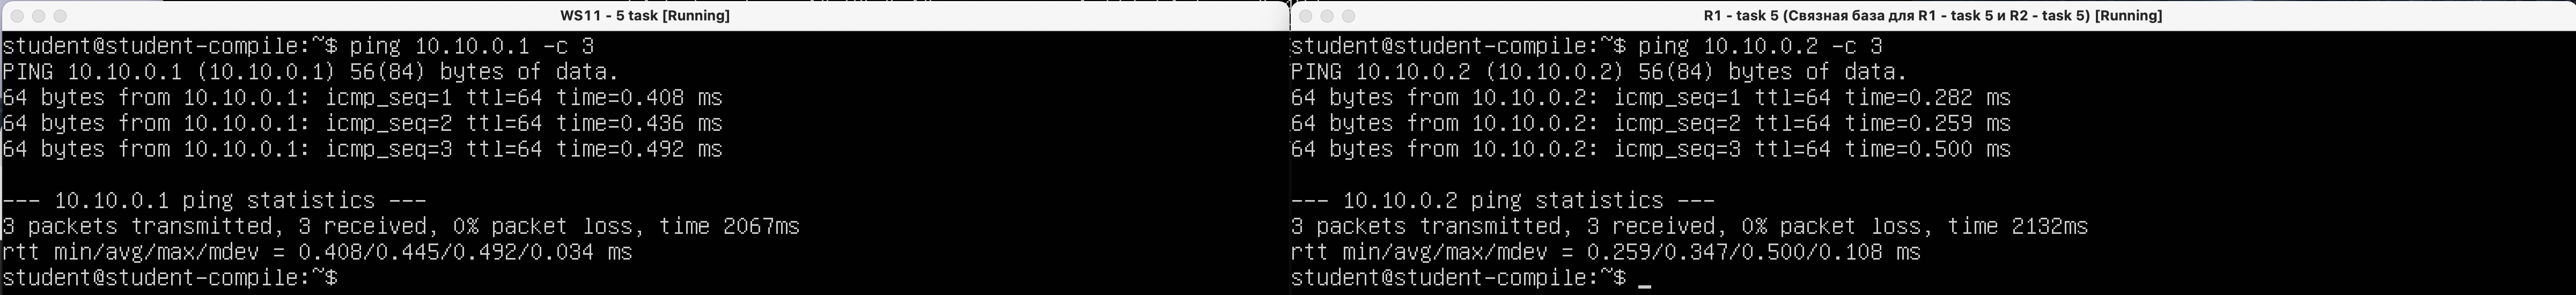 WS11 - 5 task [Running]
student@student-compile:~$ ping 10.10.0.1 -c 3
PING 10.10.0.1 (10.10.0.1) 56(84) bytes of data.
64 bytes from 10.10.0.1: icmp_seq=1 ttl=64 time=0.408 ms
64 bytes from 10.10.0.1: icmp_seq=2 ttl=64 time=0.436 ms
64 bytes from 10.10.0.1: icmp_seq=3 ttl=64 time=0.492 ms
--- 10.10.0.1 ping statistics ---
3 packets transmitted, 3 received, 0% packet loss, time 2067ms
rtt min/avg/max/mdev = 0.408/0.445/0.492/0.034 ms
student@student-compile:~$
R1 - task 5 (Связная база для R1 - task 5 и R2 - task 5) [Running]
student@student-compile:~$ ping 10.10.0.2 -c 3
PING 10.10.0.2 (10.10.0.2) 56(84) bytes of data.
64 bytes from 10.10.0.2: icmp_seq=1 ttl=64 time=0.282 ms
64 bytes from 10.10.0.2: icmp_seq=2 ttl=64 time=0.259 ms
64 bytes from 10.10.0.2: icmp_seq=3 ttl=64 time=0.500 ms
--- 10.10.0.2 ping statistics ---
3 packets transmitted, 3 received, 0% packet loss, time 2132ms
rtt min/avg/max/mdev = 0.259/0.347/0.500/0.108 ms
student@student-compile:~$ _